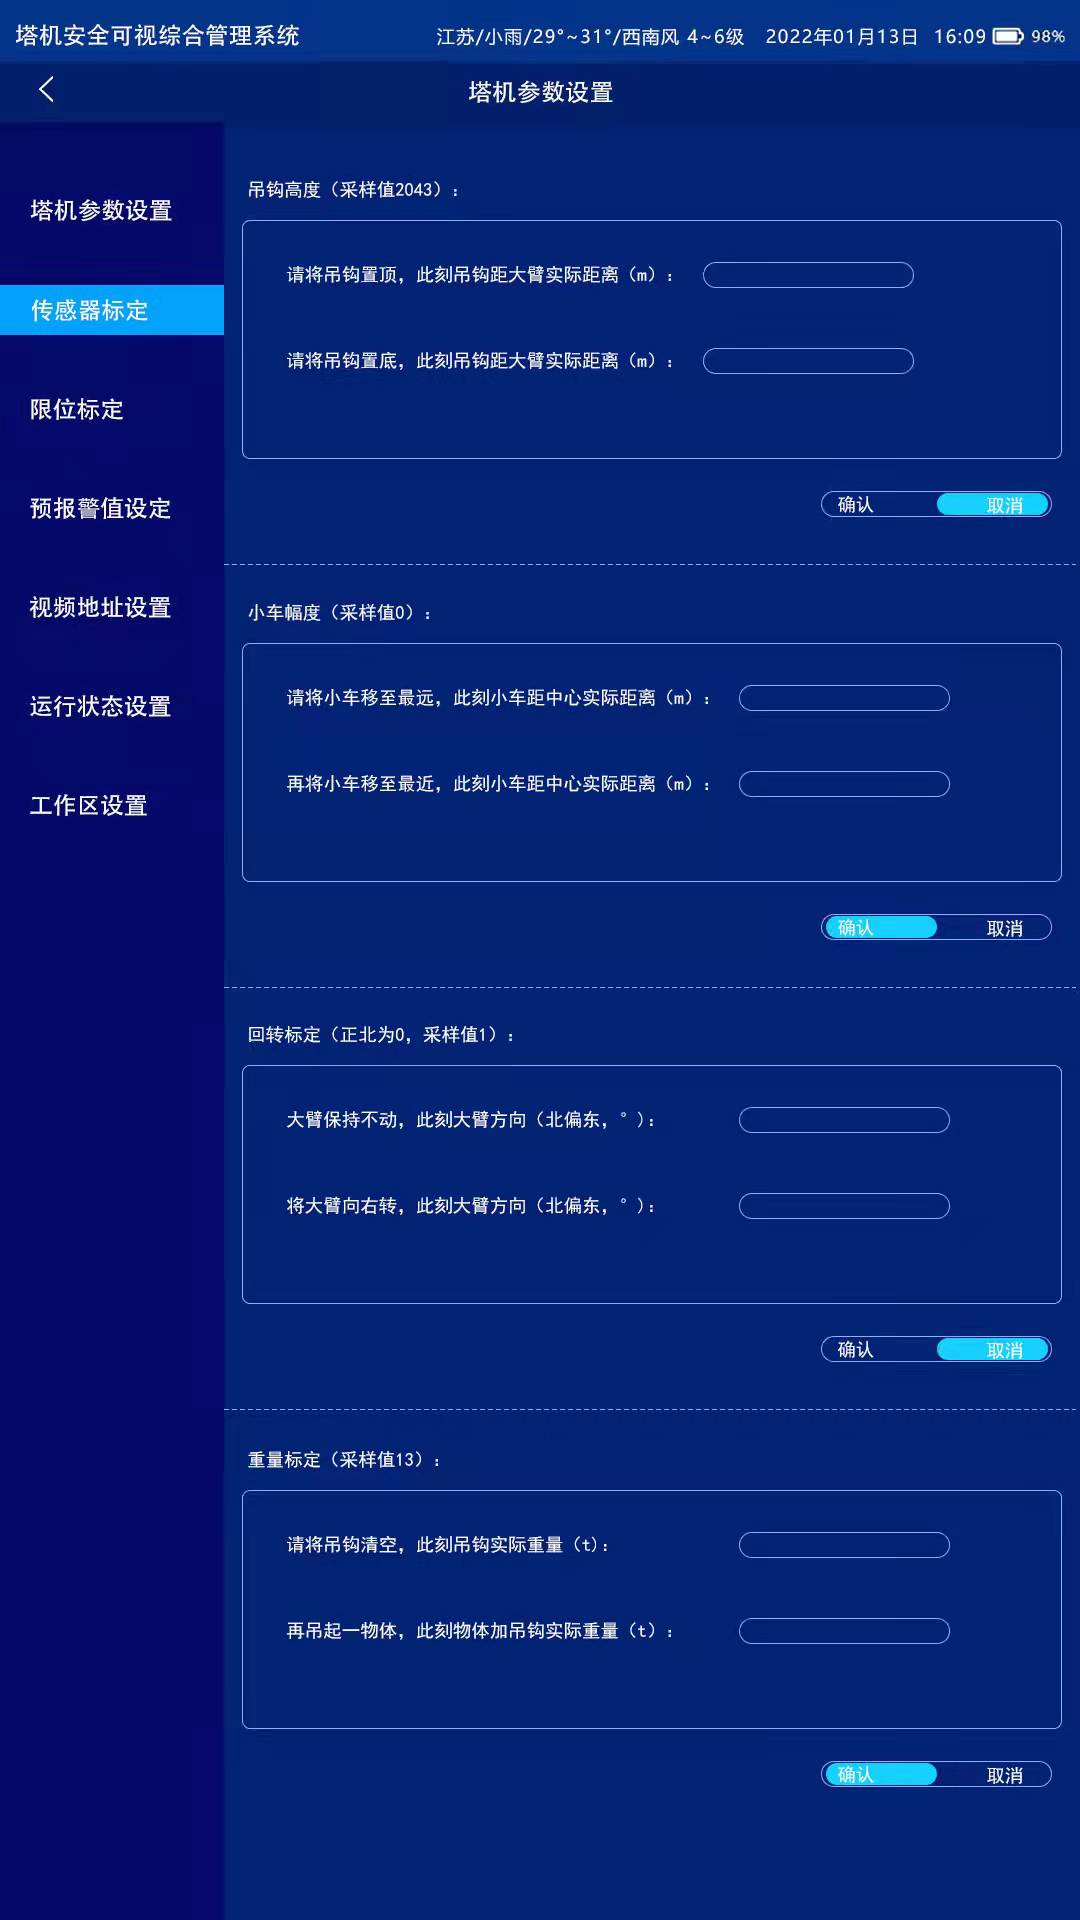 塔机安全可视综合管理系统 江苏/小雨/29°~31°/西南风 4~6级 2022年01月13日 16:09 98%
塔机参数设置
塔机参数设置
传感器标定
限位标定
预报警值设定
视频地址设置
运行状态设置
工作区设置
吊钩高度（采样值2043）：
请将吊钩置顶，此刻吊钩距大臂实际距离（m）：
请将吊钩置底，此刻吊钩距大臂实际距离（m）：
确认 取消
小车幅度（采样值0）：
请将小车移至最远，此刻小车距中心实际距离（m）：
再将小车移至最近，此刻小车距中心实际距离（m）：
确认 取消
回转标定（正北为0，采样值1）：
大臂保持不动，此刻大臂方向（北偏东，°）：
将大臂向右转，此刻大臂方向（北偏东，°）：
确认 取消
重量标定（采样值13）：
请将吊钩清空，此刻吊钩实际重量（t）：
再吊起一物体，此刻物体加吊钩实际重量（t）：
确认 取消